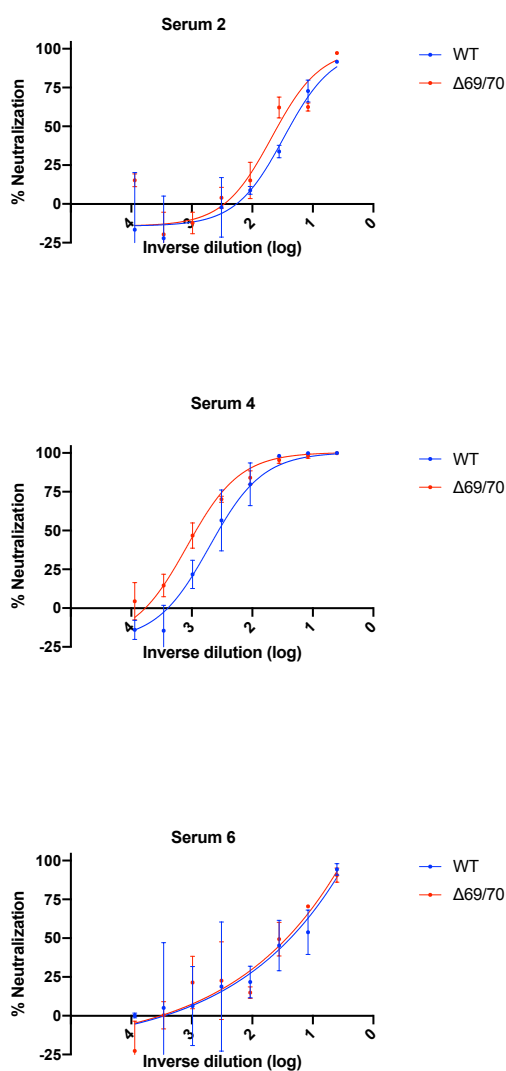 Serum 2
100
75
50
25
0
-25
% Neutralization
4
3
2
1
0
Inverse dilution (log)
WT
Δ69/70
Serum 4
100
75
50
25
0
-25
% Neutralization
4
3
2
1
0
Inverse dilution (log)
WT
Δ69/70
Serum 6
100
75
50
25
0
-25
% Neutralization
4
3
2
1
0
Inverse dilution (log)
WT
Δ69/70